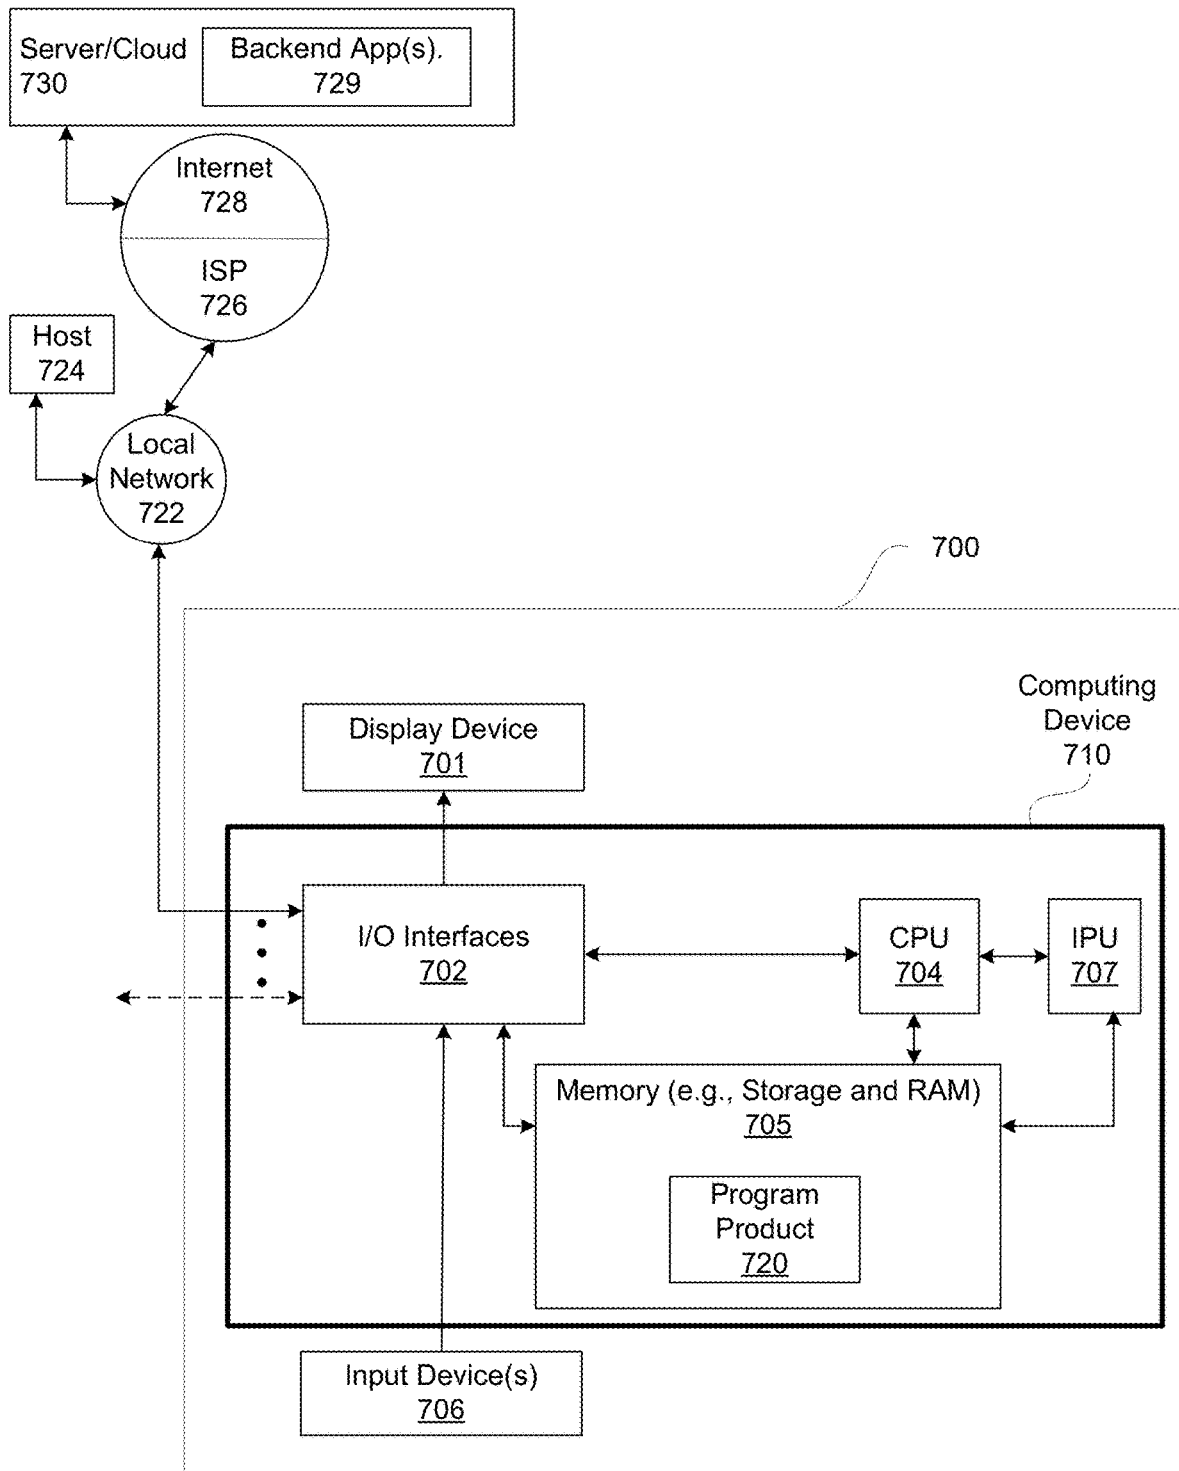 Server/Cloud
730
Backend App(s).
729
Internet
728
ISP
726
Host
724
Local
Network
722
700
Computing
Device
710
Display Device
701
I/O Interfaces
702
CPU
704
IPU
707
Memory (e.g., Storage and RAM)
705
Program
Product
720
Input Device(s)
706